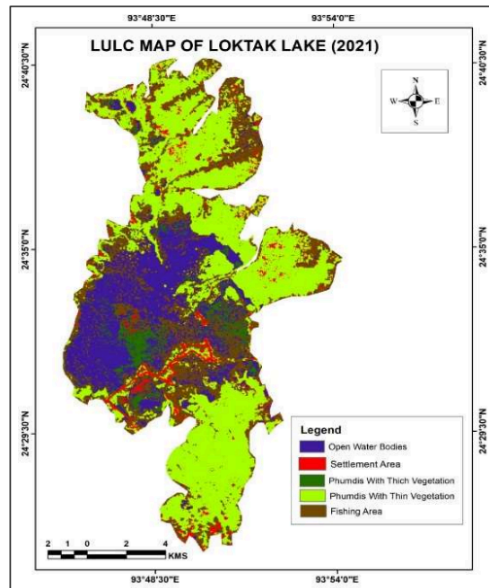 93°48'30"E 93°54'0"E
LULC MAP OF LOKTAK LAKE (2021)
24°40'30"N
24°40'30"N
N
W E
S
24°35'0"N
24°35'0"N
24°29'30"N
24°29'30"N
Legend
Open Water Bodies
Settlement Area
Phumdis With Thich Vegetation
Phumdis With Thin Vegetation
Fishing Area
2 1 0 2 4
KMS
93°48'30"E 93°54'0"E